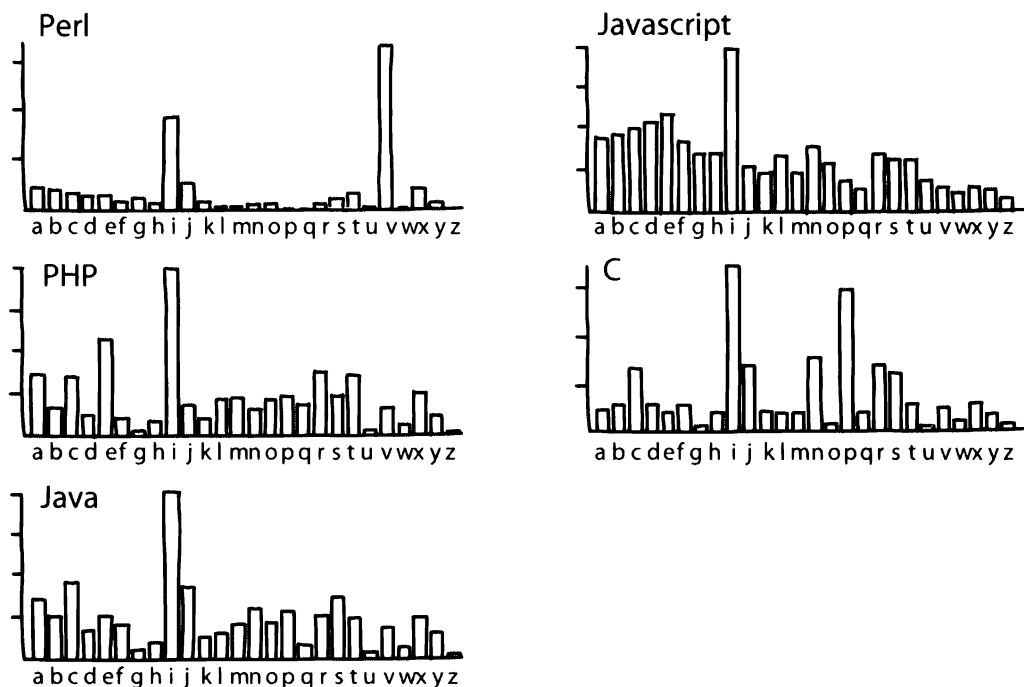 Perl
a b c d e f g h i j k l m n o p q r s t u v w x y z
Javascript
a b c d e f g h i j k l m n o p q r s t u v w x y z
PHP
a b c d e f g h i j k l m n o p q r s t u v w x y z
C
a b c d e f g h i j k l m n o p q r s t u v w x y z
Java
a b c d e f g h i j k l m n o p q r s t u v w x y z